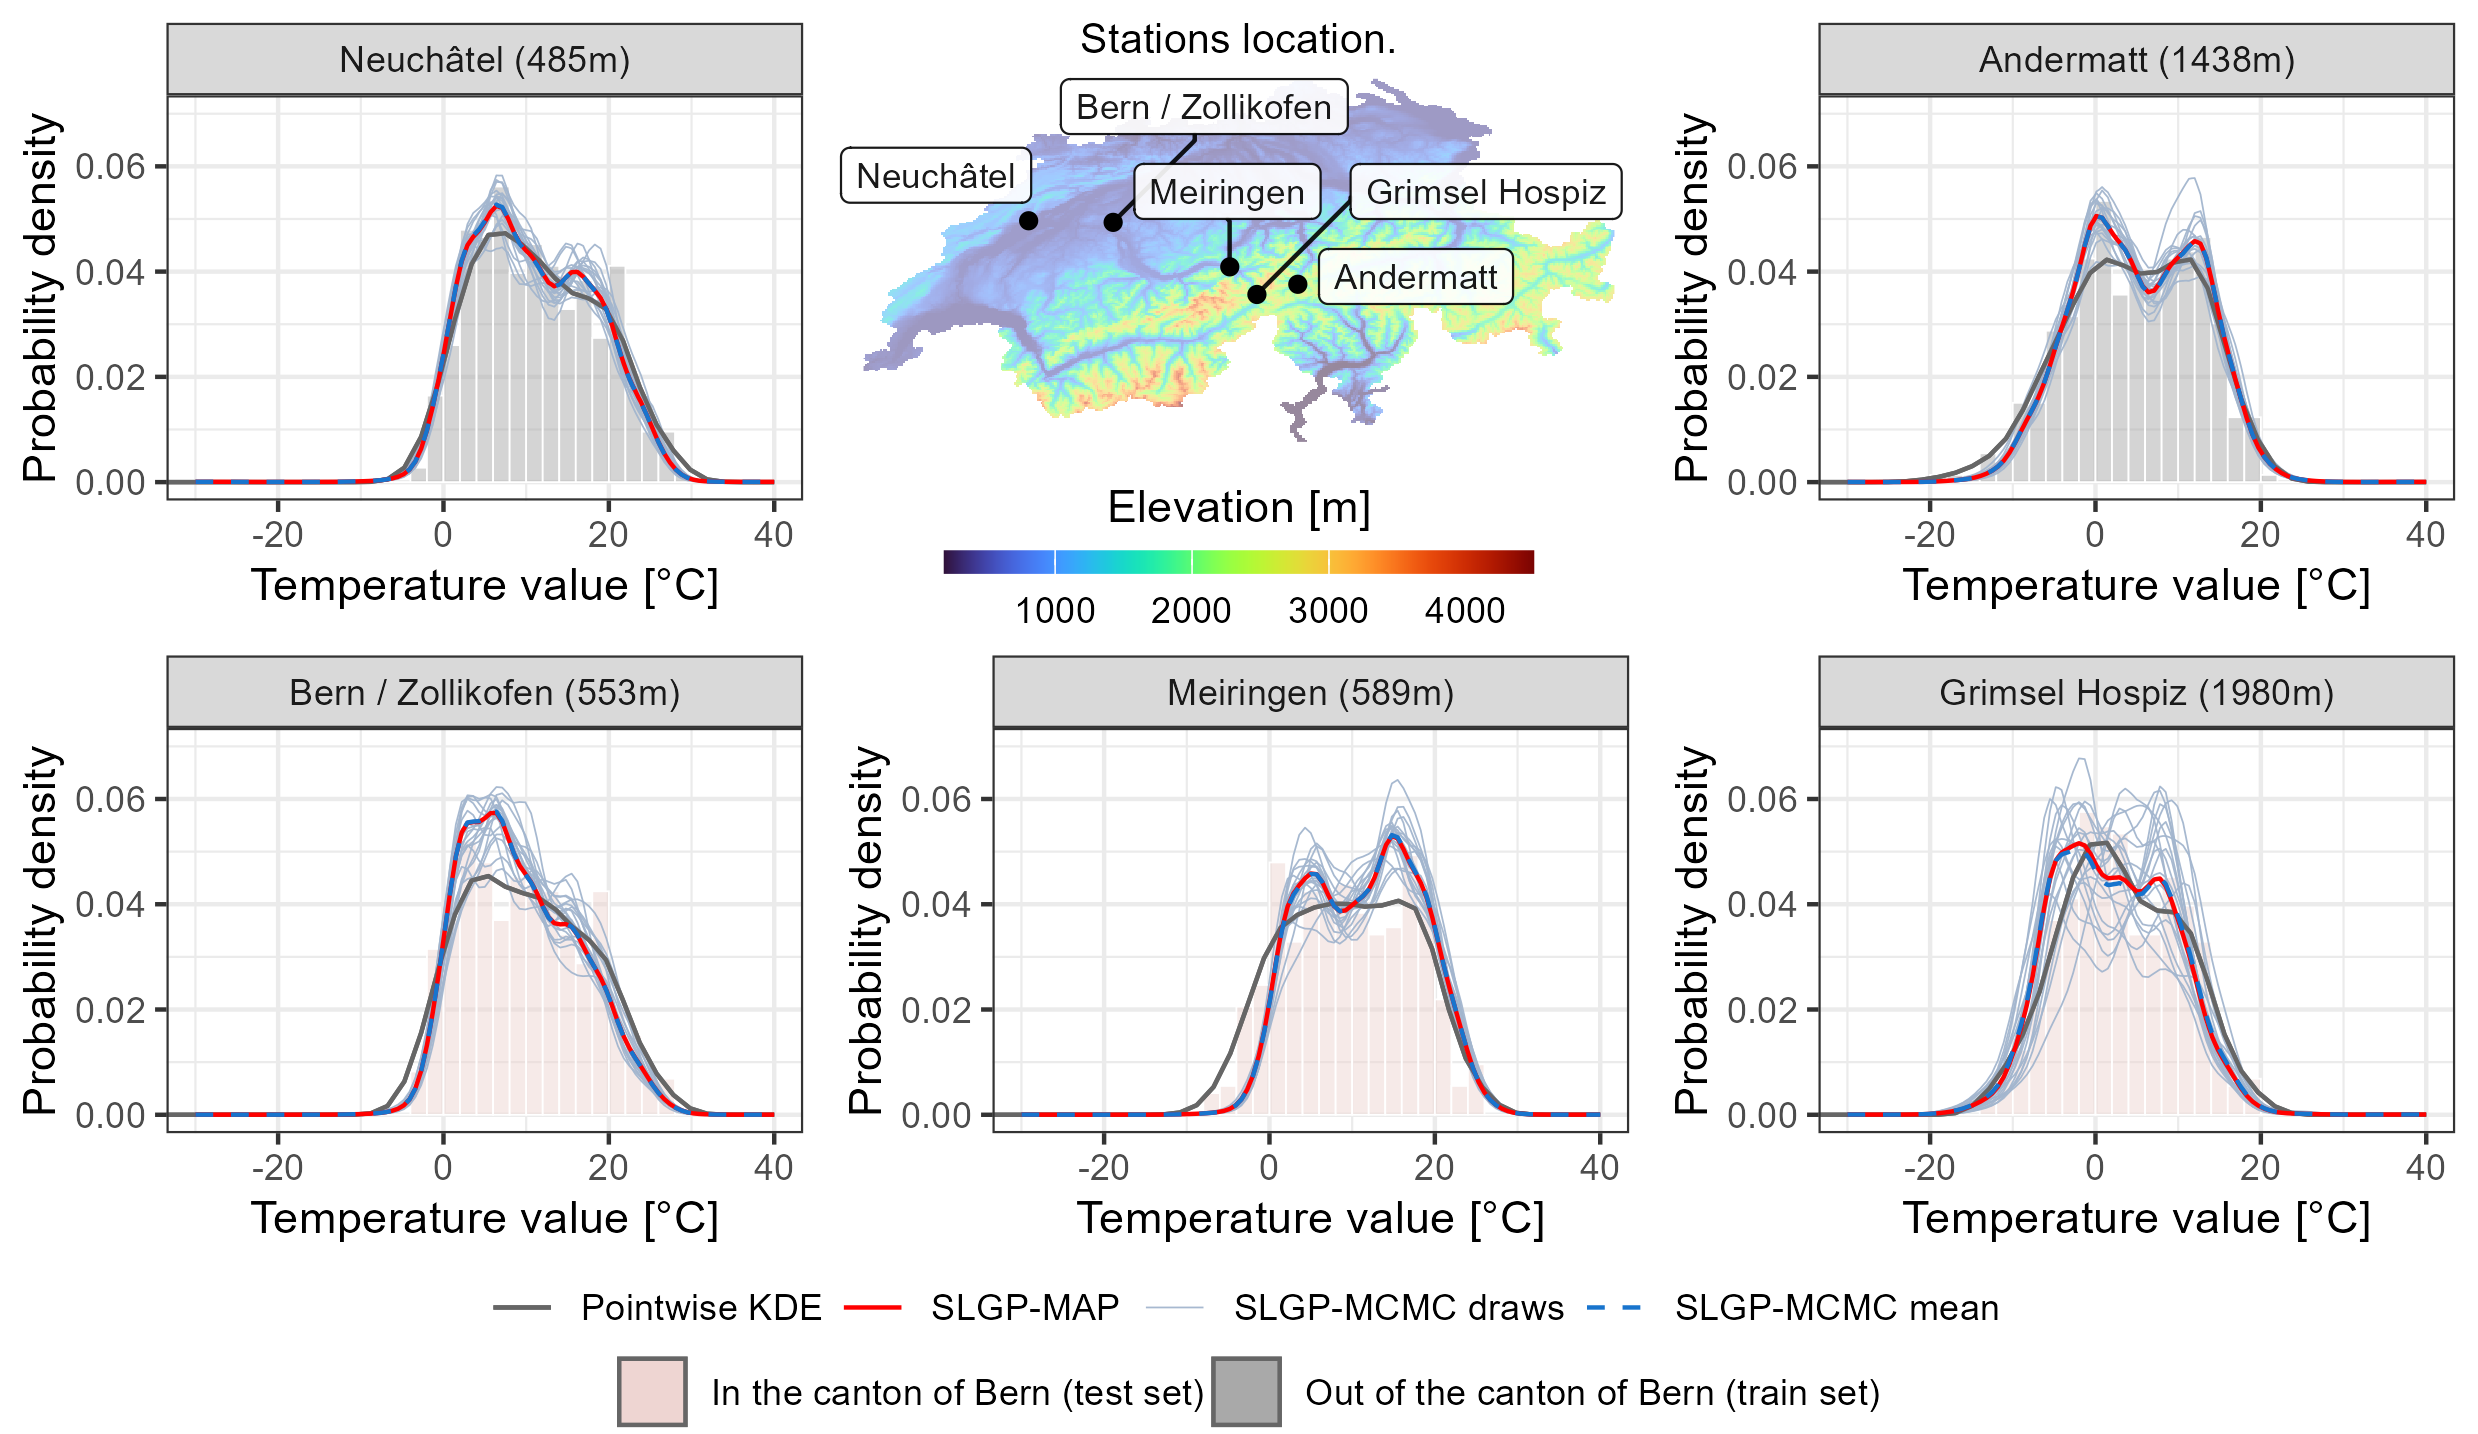 Neuchâtel (485m)
Probability density
0.06
0.04
0.02
0.00
-20 0 20 40
Temperature value [°C]
Stations location.
Bern / Zollikofen
Neuchâtel
Meiringen
Grimsel Hospiz
Andermatt
Elevation [m]
1000 2000 3000 4000
Andermatt (1438m)
Probability density
0.06
0.04
0.02
0.00
-20 0 20 40
Temperature value [°C]
Bern / Zollikofen (553m)
Probability density
0.06
0.04
0.02
0.00
-20 0 20 40
Temperature value [°C]
Meiringen (589m)
Probability density
0.06
0.04
0.02
0.00
-20 0 20 40
Temperature value [°C]
Grimsel Hospiz (1980m)
Probability density
0.06
0.04
0.02
0.00
-20 0 20 40
Temperature value [°C]
Pointwise KDE SLGP-MAP SLGP-MCMC draws SLGP-MCMC mean
In the canton of Bern (test set) Out of the canton of Bern (train set)